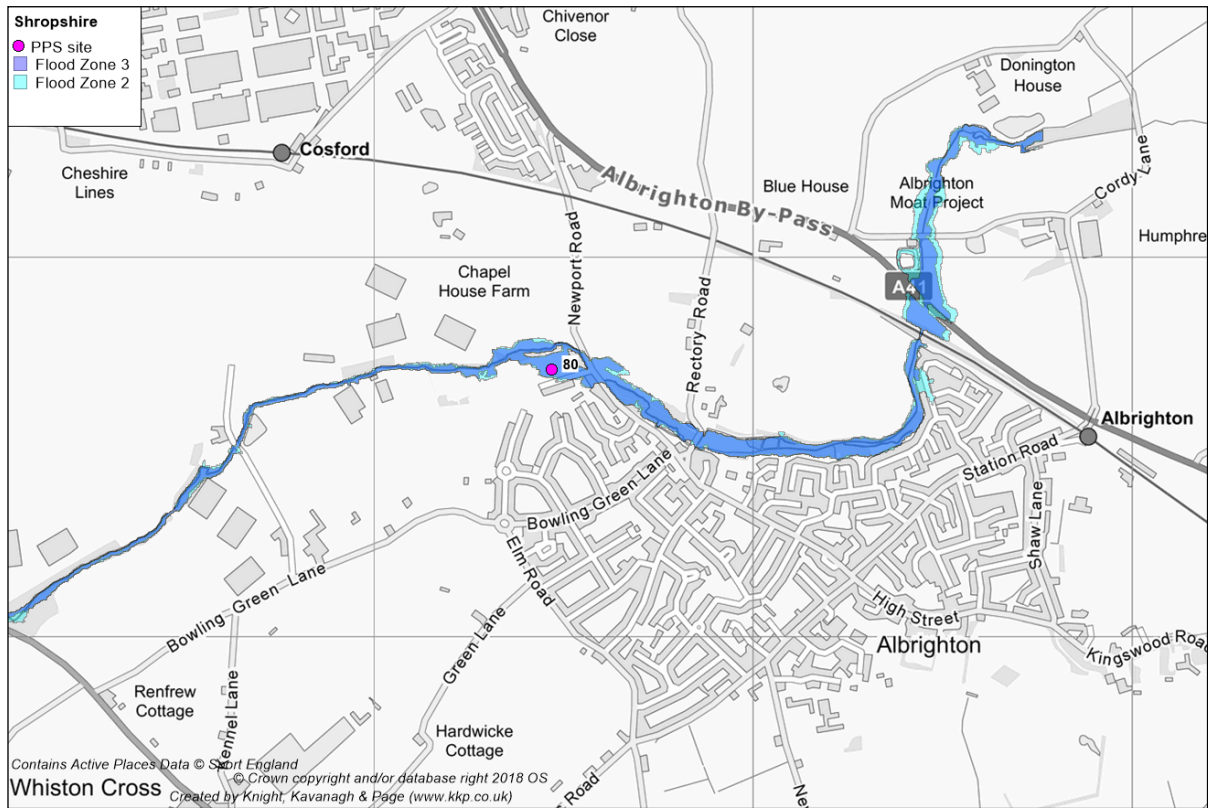 Shropshire
PPS site
Flood Zone 3
Flood Zone 2
Chivenor
Close
Donington
House
Cosford
Cheshire
Lines
Albrighton By-Pass
Blue House
Albrighton
Moat Project
Cordy Lane
Humphre
Newport Road
Chapel
House Farm
Rectory Road
A41
80
Albrighton
Station Road
Shaw Lane
Bowling Green Lane
Elm Road
High Street
Albrighton
Kingswood Road
Bowling Green Lane
Green Lane
Kennel Lane
Renfrew
Cottage
Hardwicke
Cottage
Contains Active Places Data © Sport England
© Crown copyright and/or database right 2018 OS
Whiston Cross
Created by Knight, Kavanagh & Page (www.kkp.co.uk)
Road